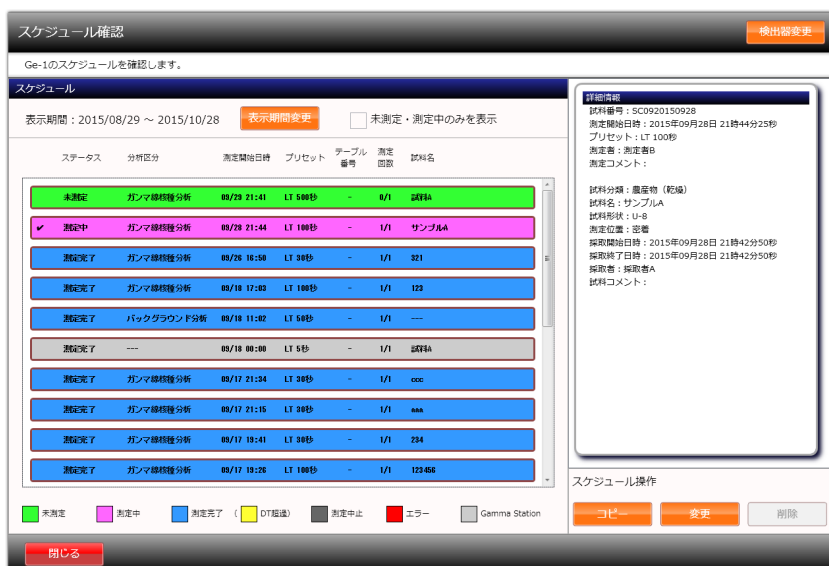 スケジュール確認
検出器変更
Ge-1のスケジュールを確認します。
スケジュール
表示期間：2015/08/29 ～ 2015/10/28 表示期間変更 未測定・測定中のみを表示
ステータス 分析区分 測定開始日時 プリセット テーブル番号 測定回数 試料名
未測定 ガンマ線核種分析 09/29 21:41 LT 500秒 - 0/1 試料A
✔ 測定中 ガンマ線核種分析 09/28 21:44 LT 100秒 - 1/1 サンプルA
測定完了 ガンマ線核種分析 09/26 16:50 LT 30秒 - 1/1 321
測定完了 ガンマ線核種分析 09/18 17:03 LT 100秒 - 1/1 123
測定完了 バックグラウンド分析 09/18 11:02 LT 50秒 - 1/1 ---
測定完了 --- 09/18 00:00 LT 5秒 - 1/1 試料A
測定完了 ガンマ線核種分析 09/17 21:34 LT 30秒 - 1/1 ccc
測定完了 ガンマ線核種分析 09/17 21:15 LT 30秒 - 1/1 aaa
測定完了 ガンマ線核種分析 09/17 19:41 LT 30秒 - 1/1 234
測定完了 ガンマ線核種分析 09/17 19:26 LT 100秒 - 1/1 123456
未測定 測定中 測定完了 （ DT超過） 測定中止 エラー Gamma Station
詳細情報
試料番号：SC0920150928
測定開始日時：2015年09月28日 21時44分25秒
プリセット：LT 100秒
測定者：測定者B
測定コメント：
試料分類：農産物（乾燥）
試料名：サンプルA
試料形状：U-8
測定位置：密着
採取開始日時：2015年09月28日 21時42分50秒
採取終了日時：2015年09月28日 21時42分50秒
採取者：採取者A
試料コメント：
スケジュール操作
コピー 変更 削除
閉じる